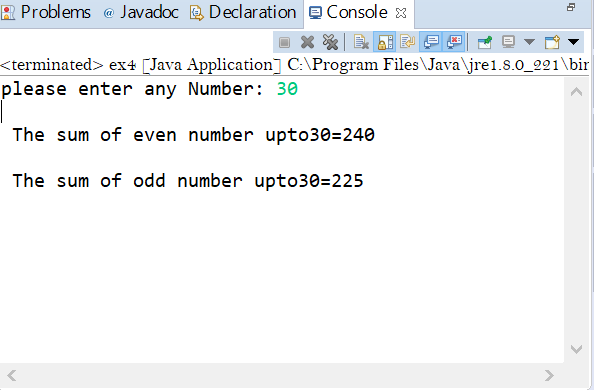 Problems @ Javadoc Declaration Console
<terminated> ex4 [Java Application] C:\Program Files\Java\jre1.8.0_221\bin
please enter any Number: 30
The sum of even number upto30=240
The sum of odd number upto30=225